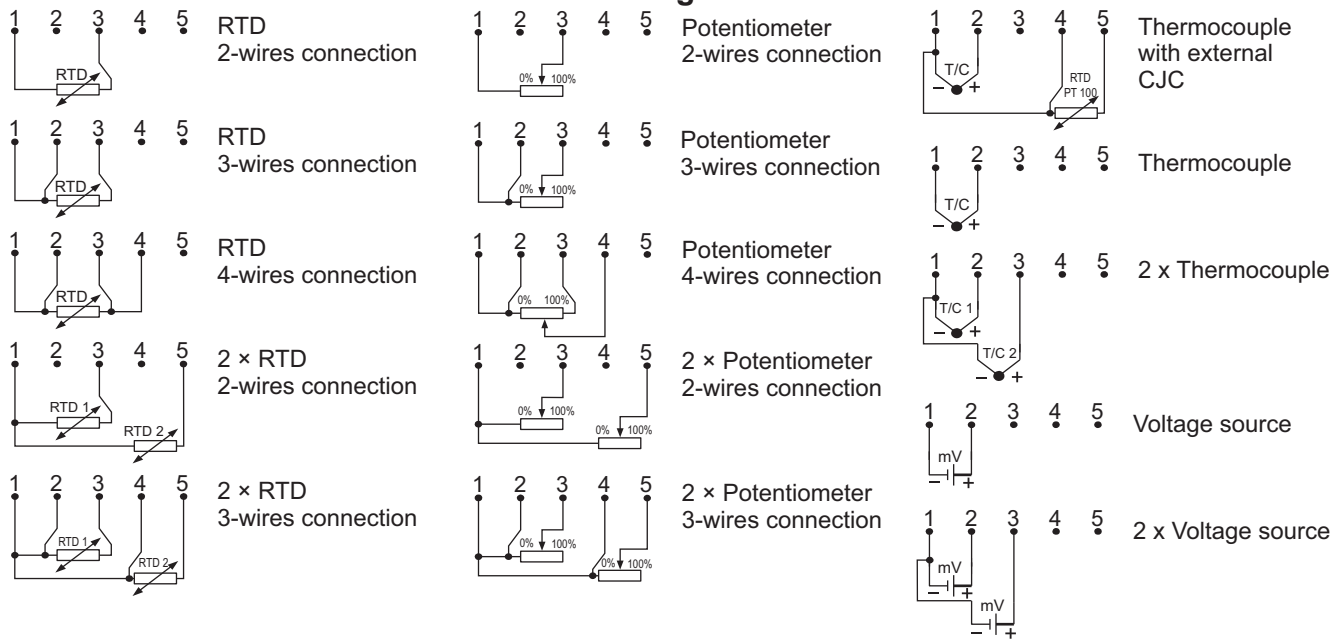 1 2 3 4 5
RTD
2-wires connection
RTD
1 2 3 4 5
RTD
3-wires connection
RTD
1 2 3 4 5
RTD
4-wires connection
RTD
1 2 3 4 5
2 × RTD
2-wires connection
RTD 1
RTD 2
1 2 3 4 5
2 × RTD
3-wires connection
RTD 1
RTD 2
1 2 3 4 5
Potentiometer
2-wires connection
0% 100%
1 2 3 4 5
Potentiometer
3-wires connection
0% 100%
1 2 3 4 5
Potentiometer
4-wires connection
0% 100%
1 2 3 4 5
2 × Potentiometer
2-wires connection
0% 100%
0% 100%
1 2 3 4 5
2 × Potentiometer
3-wires connection
0% 100%
0% 100%
1 2 3 4 5
Thermocouple
with external
CJC
T/C
− +
RTD
PT 100
1 2 3 4 5
Thermocouple
T/C
− +
1 2 3 4 5
2 x Thermocouple
T/C 1
− +
T/C 2
− +
1 2 3 4 5
Voltage source
mV
− +
1 2 3 4 5
2 x Voltage source
mV
− +
mV
− +